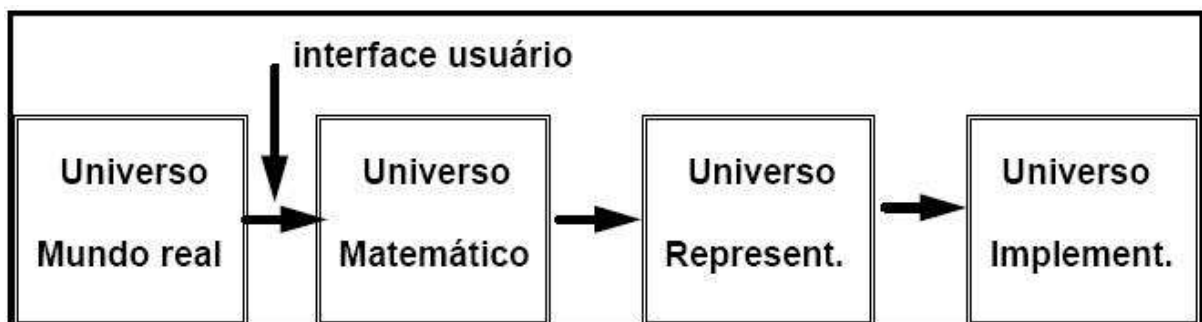 interface usuário
Universo
Mundo real
Universo
Matemático
Universo
Represent.
Universo
Implement.